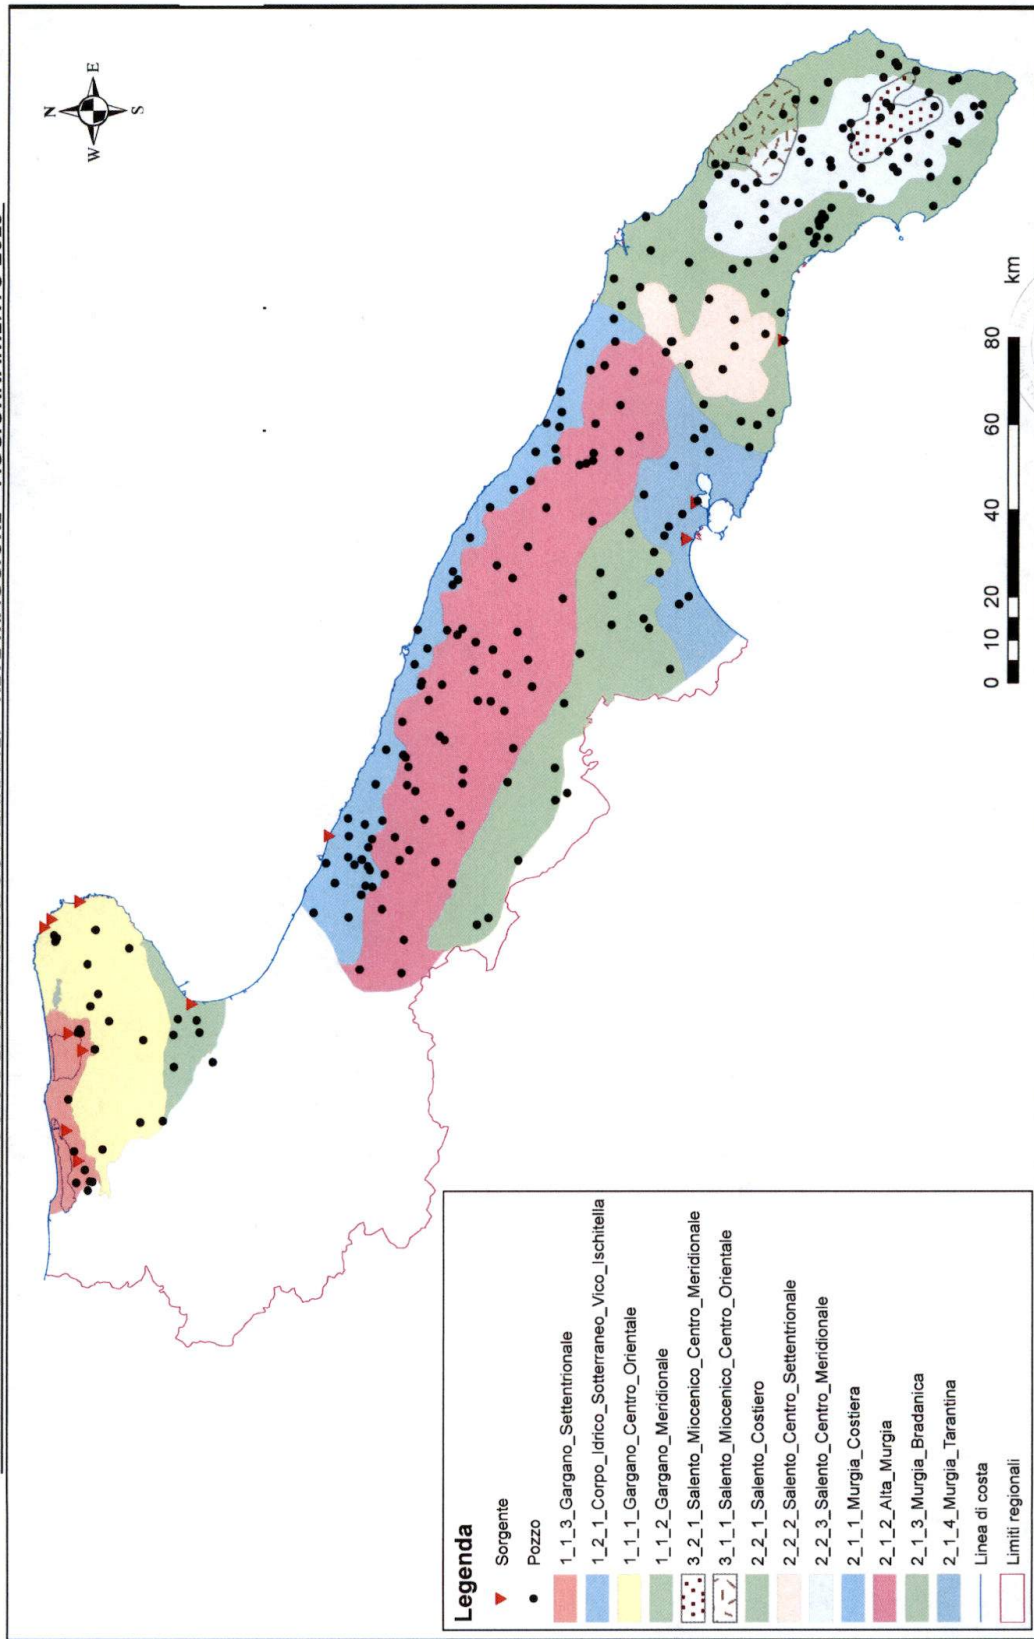 N
W
E
S
Legenda
Sorgente
Pozzo
1_1_3_Gargano_Settentrionale
1_2_1_Corpo_Idrico_Sotterraneo_Vico_Ischitella
1_1_1_Gargano_Centro_Orientale
1_1_2_Gargano_Meridionale
3_2_1_Salento_Miocenico_Centro_Meridionale
3_1_1_Salento_Miocenico_Centro_Orientale
2_2_1_Salento_Costiero
2_2_2_Salento_Centro_Settentrionale
2_2_3_Salento_Centro_Meridionale
2_1_1_Murgia_Costiera
2_1_2_Alta_Murgia
2_1_3_Murgia_Bradanica
2_1_4_Murgia_Tarantina
Linea di costa
Limiti regionali
0 10 20 40 60 80
km